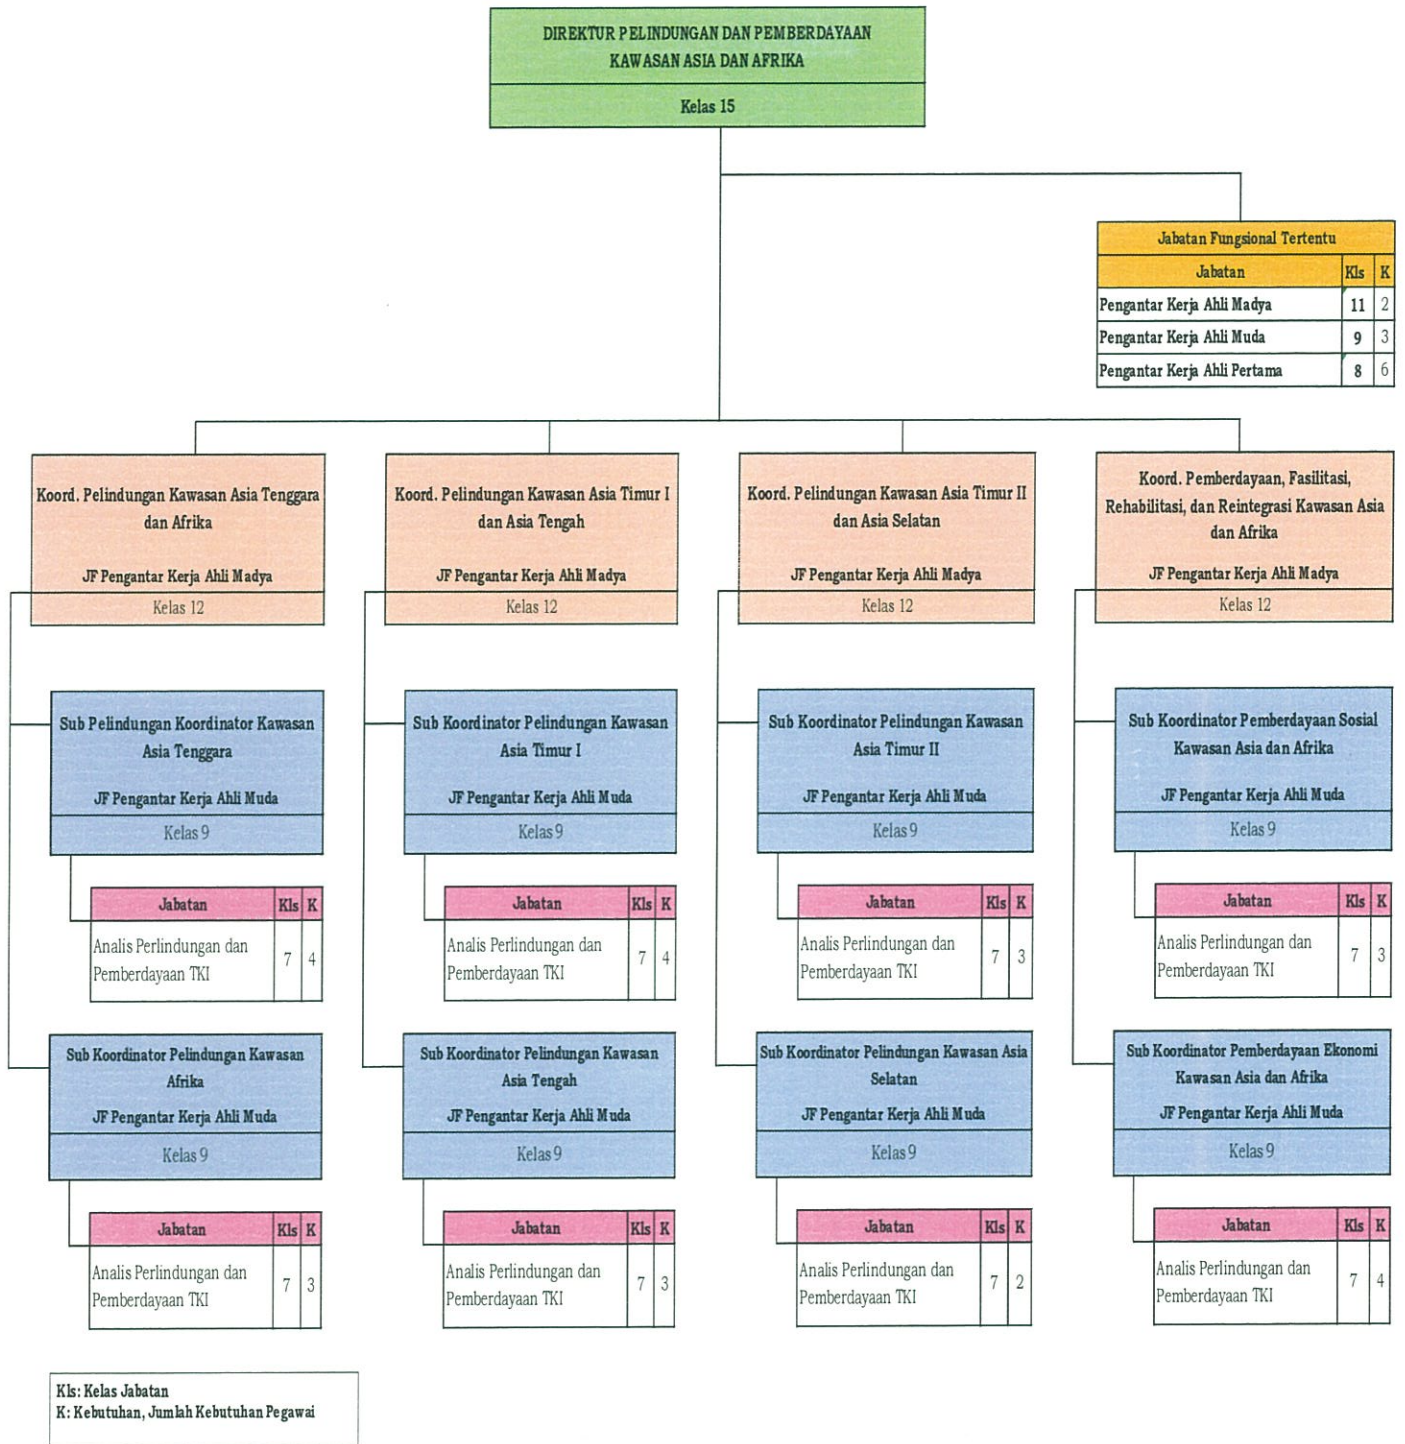 DIREKTUR PELINDUNGAN DAN PEMBERDAYAAN
KAWASAN ASIA DAN AFRIKA
Kelas 15
Jabatan Fungsional Tertentu
Jabatan Kls K
Pengantar Kerja Ahli Madya 11 2
Pengantar Kerja Ahli Muda 9 3
Pengantar Kerja Ahli Pertama 8 6
Koord. Pelindungan Kawasan Asia Tenggara
dan Afrika
JF Pengantar Kerja Ahli Madya
Kelas 12
Koord. Pelindungan Kawasan Asia Timur I
dan Asia Tengah
JF Pengantar Kerja Ahli Madya
Kelas 12
Koord. Pelindungan Kawasan Asia Timur II
dan Asia Selatan
JF Pengantar Kerja Ahli Madya
Kelas 12
Koord. Pemberdayaan, Fasilitasi,
Rehabilitasi, dan Reintegrasi Kawasan Asia
dan Afrika
JF Pengantar Kerja Ahli Madya
Kelas 12
Sub Pelindungan Koordinator Kawasan
Asia Tenggara
JF Pengantar Kerja Ahli Muda
Kelas 9
Sub Koordinator Pelindungan Kawasan
Asia Timur I
JF Pengantar Kerja Ahli Muda
Kelas 9
Sub Koordinator Pelindungan Kawasan
Asia Timur II
JF Pengantar Kerja Ahli Muda
Kelas 9
Sub Koordinator Pemberdayaan Sosial
Kawasan Asia dan Afrika
JF Pengantar Kerja Ahli Muda
Kelas 9
Jabatan Kls K
Analis Perlindungan dan
Pemberdayaan TKI 7 4
Jabatan Kls K
Analis Perlindungan dan
Pemberdayaan TKI 7 4
Jabatan Kls K
Analis Perlindungan dan
Pemberdayaan TKI 7 3
Jabatan Kls K
Analis Perlindungan dan
Pemberdayaan TKI 7 3
Sub Koordinator Pelindungan Kawasan
Afrika
JF Pengantar Kerja Ahli Muda
Kelas 9
Sub Koordinator Pelindungan Kawasan
Asia Tengah
JF Pengantar Kerja Ahli Muda
Kelas 9
Sub Koordinator Pelindungan Kawasan Asia
Selatan
JF Pengantar Kerja Ahli Muda
Kelas 9
Sub Koordinator Pemberdayaan Ekonomi
Kawasan Asia dan Afrika
JF Pengantar Kerja Ahli Muda
Kelas 9
Jabatan Kls K
Analis Perlindungan dan
Pemberdayaan TKI 7 3
Jabatan Kls K
Analis Perlindungan dan
Pemberdayaan TKI 7 3
Jabatan Kls K
Analis Perlindungan dan
Pemberdayaan TKI 7 2
Jabatan Kls K
Analis Perlindungan dan
Pemberdayaan TKI 7 4
Kls: Kelas Jabatan
K: Kebutuhan, Jumlah Kebutuhan Pegawai